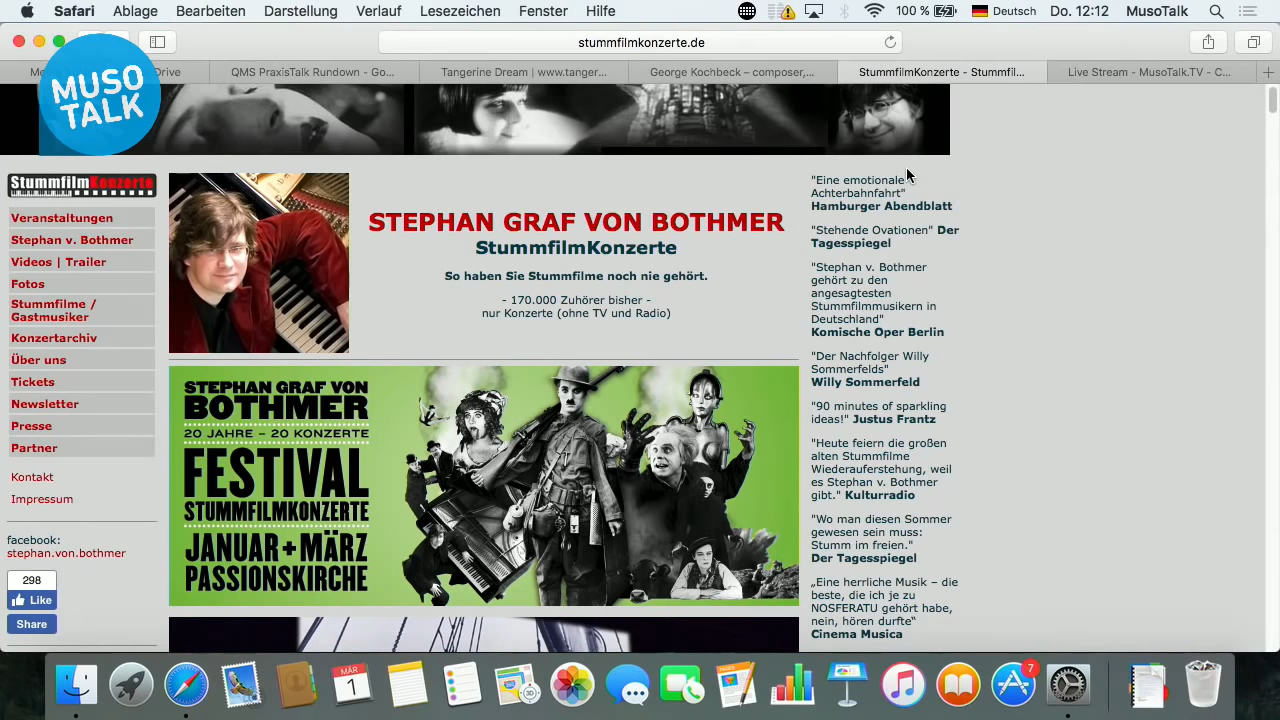 Safari Ablage Bearbeiten Darstellung Verlauf Lesezeichen Fenster Hilfe 100 % Deutsch Do. 12:12 MusoTalk
stummfilmkonzerte.de
Drive
QMS PraxisTalk Rundown - Go...
Tangerine Dream | www.tanger...
George Kochbeck – composer,...
StummfilmKonzerte - Stummfil...
Live Stream - MusoTalk.TV - C...
MUSO
TALK
StummfilmKonzerte
Veranstaltungen
Stephan v. Bothmer
Videos | Trailer
Fotos
Stummfilme /
Gastmusiker
Konzertarchiv
Über uns
Tickets
Newsletter
Presse
Partner
Kontakt
Impressum
facebook:
stephan.von.bothmer
298
Like
Share
STEPHAN GRAF VON BOTHMER
StummfilmKonzerte
So haben Sie Stummfilme noch nie gehört.
- 170.000 Zuhörer bisher -
nur Konzerte (ohne TV und Radio)
STEPHAN GRAF VON
BOTHMER
20 JAHRE – 20 KONZERTE
FESTIVAL
STUMMFILMKONZERTE
JANUAR + MÄRZ
PASSIONSKIRCHE
"Eine emotionale
Achterbahnfahrt"
Hamburger Abendblatt
"Stehende Ovationen" Der
Tagesspiegel
"Stephan v. Bothmer
gehört zu den
angesagtesten
Stummfilmmusikern in
Deutschland"
Komische Oper Berlin
"Der Nachfolger Willy
Sommerfelds"
Willy Sommerfeld
"90 minutes of sparkling
ideas!" Justus Frantz
"Heute feiern die großen
alten Stummfilme
Wiederauferstehung, weil
es Stephan v. Bothmer
gibt." Kulturradio
"Wo man diesen Sommer
gewesen sein muss:
Stumm im freien."
Der Tagesspiegel
„Eine herrliche Musik – die
beste, die ich je zu
NOSFERATU gehört habe,
nein, hören durfte“
Cinema Musica
MÄR
1
3D
7